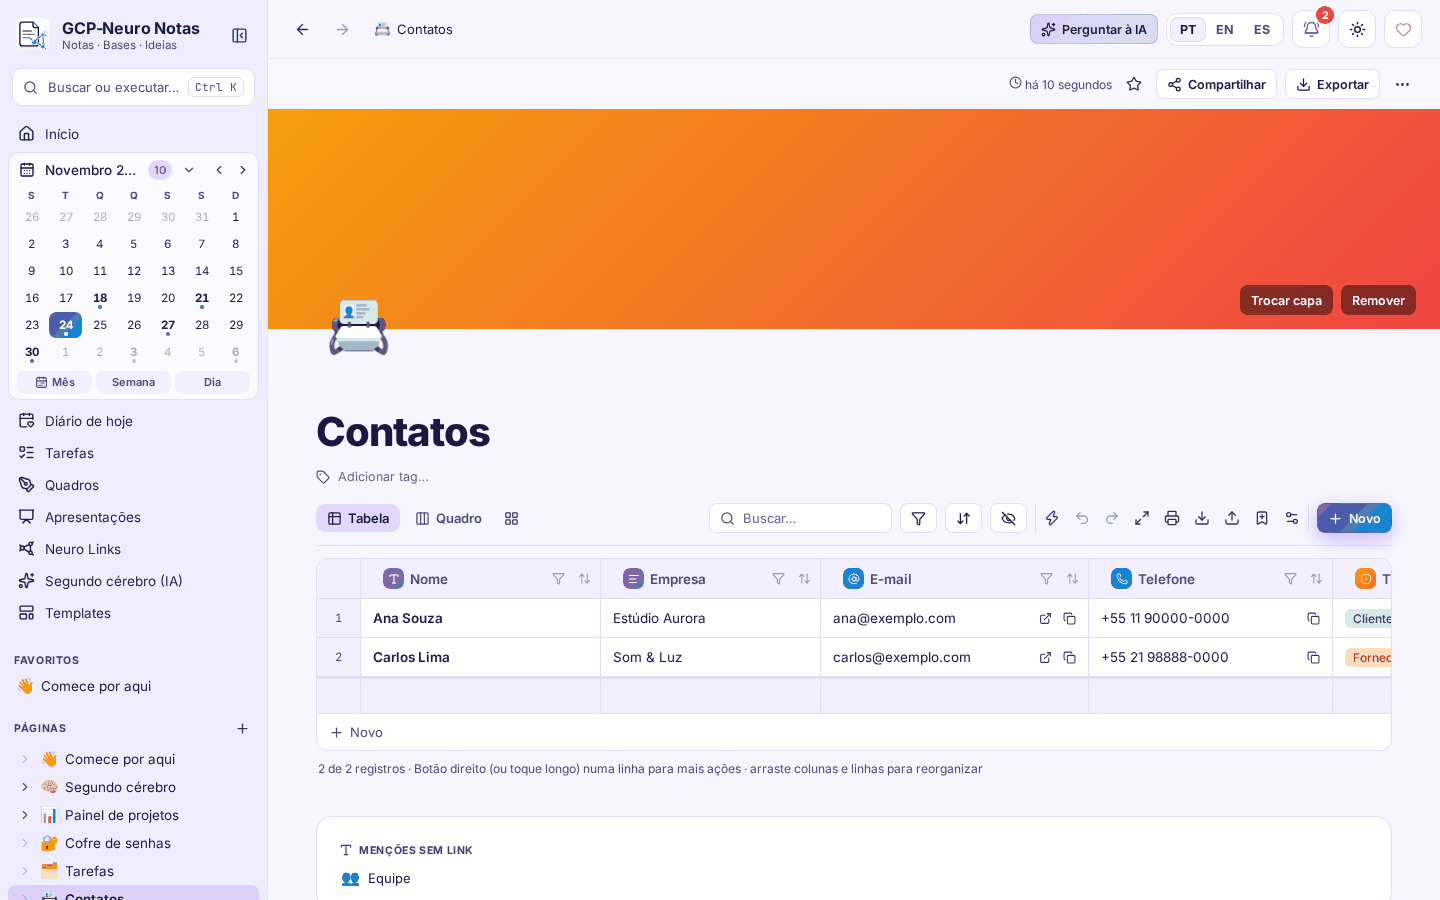 GCP-Neuro Notas
Notas · Bases · Ideias
Buscar ou executar... Ctrl K
Início
Novembro 2... 10
S T Q Q S S D
26 27 28 29 30 31 1
2 3 4 5 6 7 8
9 10 11 12 13 14 15
16 17 18 19 20 21 22
23 24 25 26 27 28 29
30 1 2 3 4 5 6
Mês Semana Dia
Diário de hoje
Tarefas
Quadros
Apresentações
Neuro Links
Segundo cérebro (IA)
Templates
FAVORITOS
Comece por aqui
PÁGINAS
Comece por aqui
Segundo cérebro
Painel de projetos
Cofre de senhas
Tarefas
Contatos
Contatos
Perguntar à IA PT EN ES 2
há 10 segundos Compartilhar Exportar
Trocar capa Remover
Contatos
Adicionar tag...
Tabela Quadro Buscar... Novo
Nome Empresa E-mail Telefone T
1 Ana Souza Estúdio Aurora ana@exemplo.com +55 11 90000-0000 Cliente
2 Carlos Lima Som & Luz carlos@exemplo.com +55 21 98888-0000 Fornec
Novo
2 de 2 registros · Botão direito (ou toque longo) numa linha para mais ações · arraste colunas e linhas para reorganizar
MENÇÕES SEM LINK
Equipe